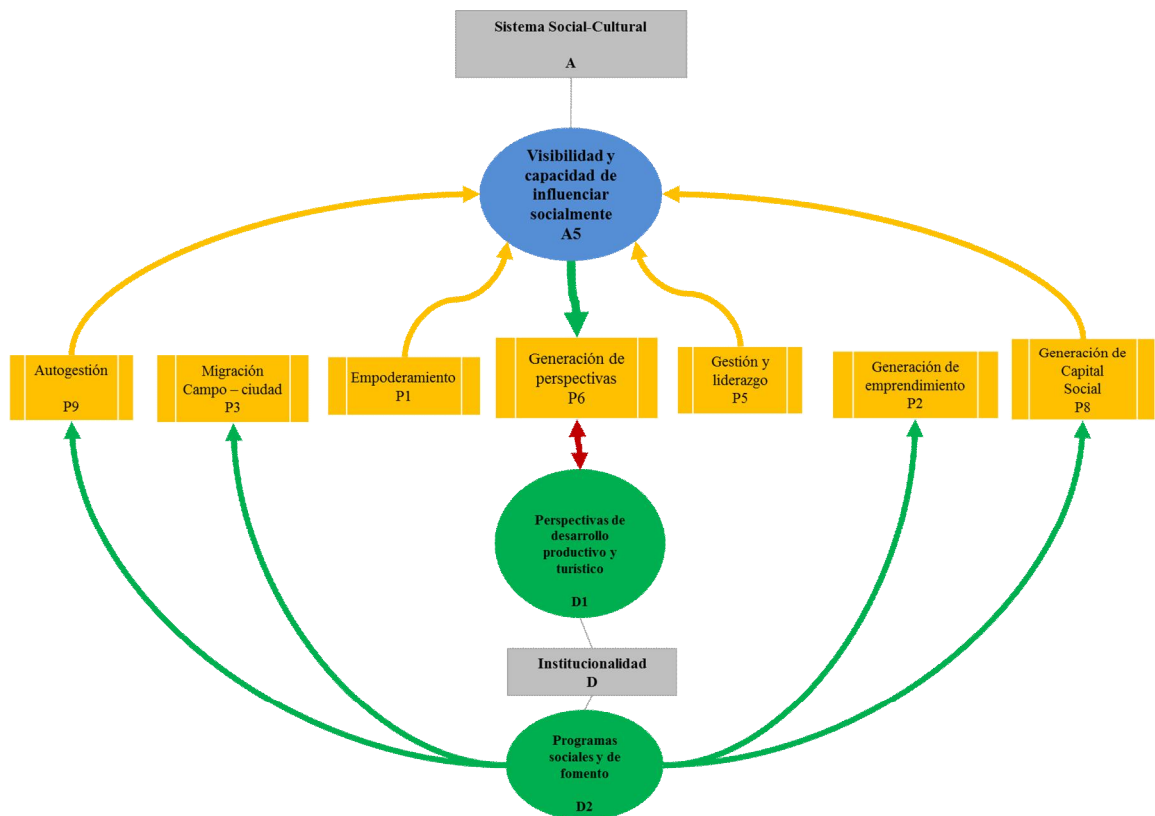 Sistema Social-Cultural
A
Visibilidad y
capacidad de
influenciar
socialmente
A5
Autogestión
P9
Migración
Campo – ciudad
P3
Empoderamiento
P1
Generación de
perspectivas
P6
Gestión y
liderazgo
P5
Generación de
emprendimiento
P2
Generación de
Capital
Social
P8
Perspectivas de
desarrollo
productivo y
turístico
D1
Institucionalidad
D
Programas
sociales y de
fomento
D2